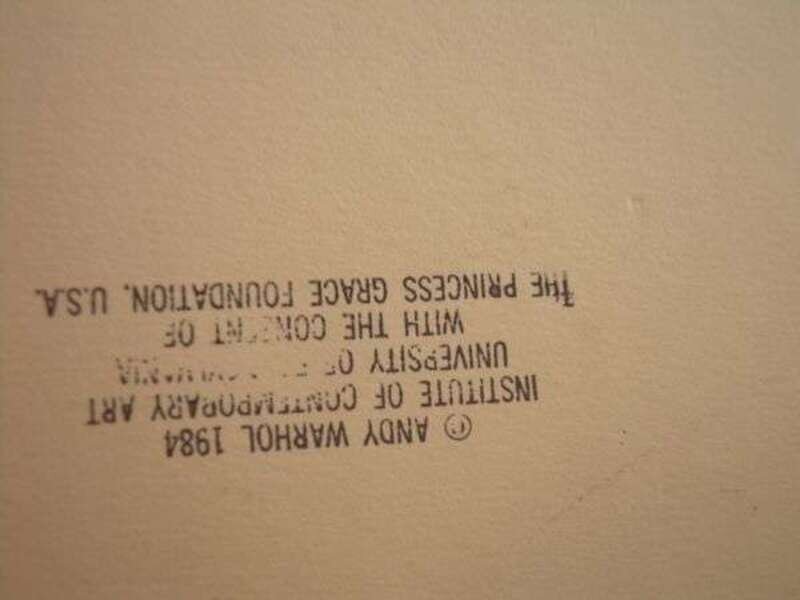 © ANDY WARHOL 1984
INSTITUTE OF CONTEMPORARY ART
UNIVERSITY OF
WITH THE CONSENT OF
THE PRINCESS GRACE FOUNDATION, U.S.A.